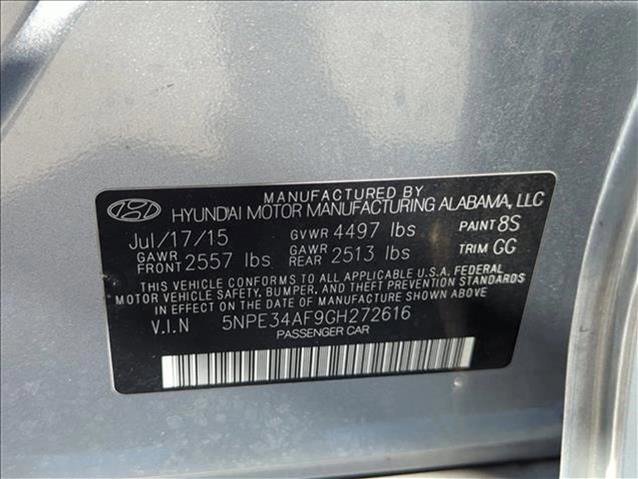 MANUFACTURED BY
HYUNDAI MOTOR MANUFACTURING ALABAMA, LLC
Jul/17/15 GVWR 4497 lbs PAINT 8S
GAWR FRONT 2557 lbs GAWR REAR 2513 lbs TRIM GG
THIS VEHICLE CONFORMS TO ALL APPLICABLE U.S.A. FEDERAL
MOTOR VEHICLE SAFETY, BUMPER, AND THEFT PREVENTION
STANDARDS IN EFFECT ON THE DATE OF MANUFACTURE SHOWN ABOVE
V.I.N 5NPE34AF9GH272616
PASSENGER CAR